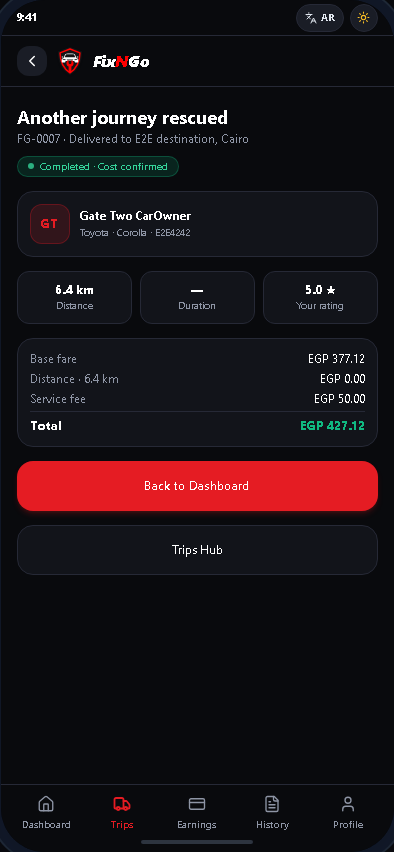 9:41
AR
FixNGo
Another journey rescued
FG-0007 · Delivered to E2E destination, Cairo
Completed · Cost confirmed
GT
Gate Two CarOwner
Toyota · Corolla · E2E4242
6.4 km
Distance
—
Duration
5.0 ★
Your rating
Base fare EGP 377.12
Distance · 6.4 km EGP 0.00
Service fee EGP 50.00
Total EGP 427.12
Back to Dashboard
Trips Hub
Dashboard Trips Earnings History Profile